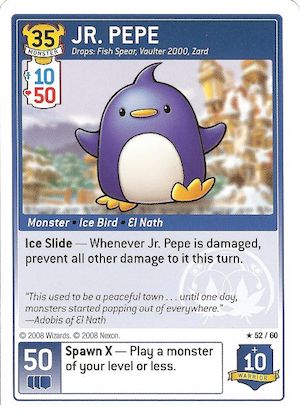 35
MONSTER
JR. PEPE
Drops: Fish Spear, Vaulter 2000, Zard
10
50
Monster • Ice Bird • El Nath
Ice Slide — Whenever Jr. Pepe is damaged,
prevent all other damage to it this turn.
"This used to be a peaceful town . . . until one day,
monsters started popping out of everywhere."
—Adobis of El Nath
© 2008 Wizards. © 2008 Nexon.
★ 52 / 60
50
Spawn X — Play a monster
of your level or less.
10
WARRIOR